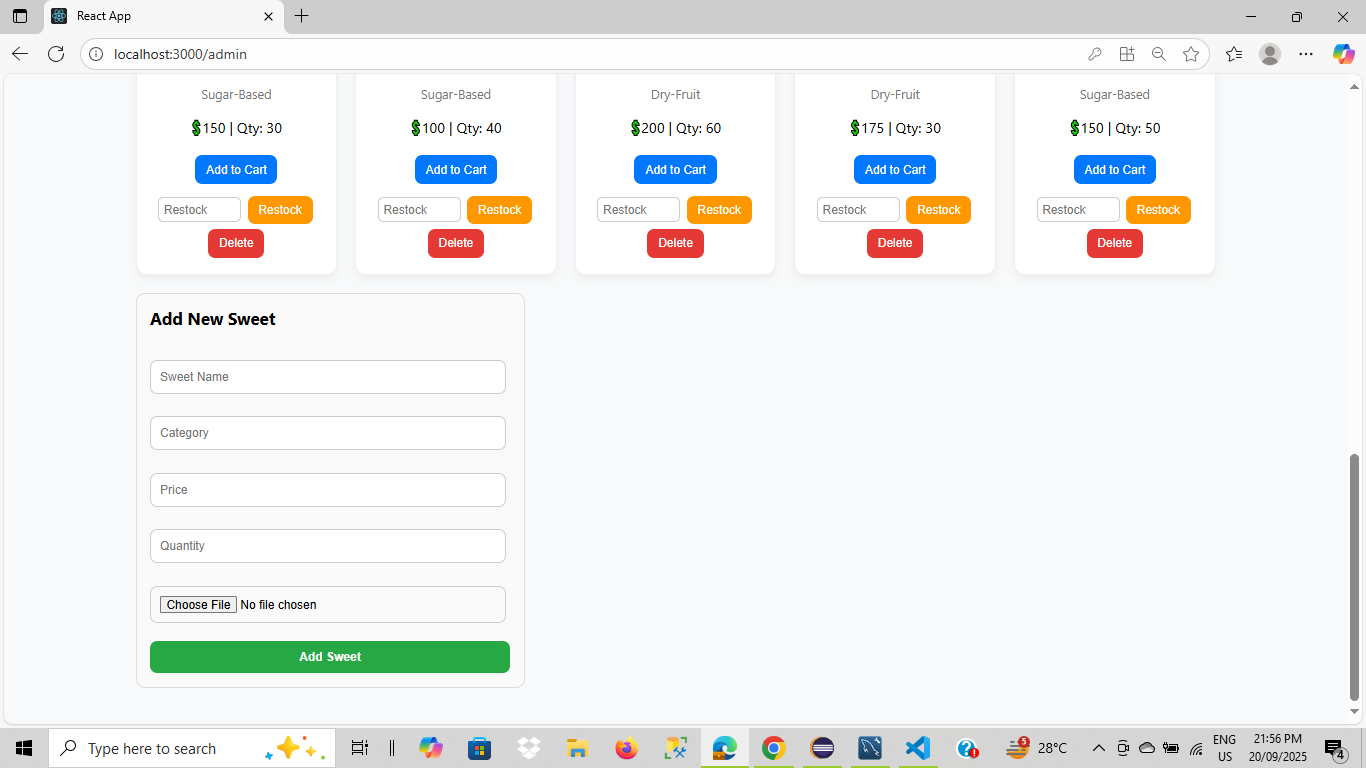 React App
localhost:3000/admin
Sugar-Based Sugar-Based Dry-Fruit Dry-Fruit Sugar-Based
💲150 | Qty: 30 💲100 | Qty: 40 💲200 | Qty: 60 💲175 | Qty: 30 💲150 | Qty: 50
Add to Cart Add to Cart Add to Cart Add to Cart Add to Cart
Restock Restock Restock Restock Restock Restock Restock Restock Restock Restock
Delete Delete Delete Delete Delete
Add New Sweet
Sweet Name
Category
Price
Quantity
Choose File No file chosen
Add Sweet
Type here to search 5 28°C ENG 21:56 PM
US 20/09/2025 4